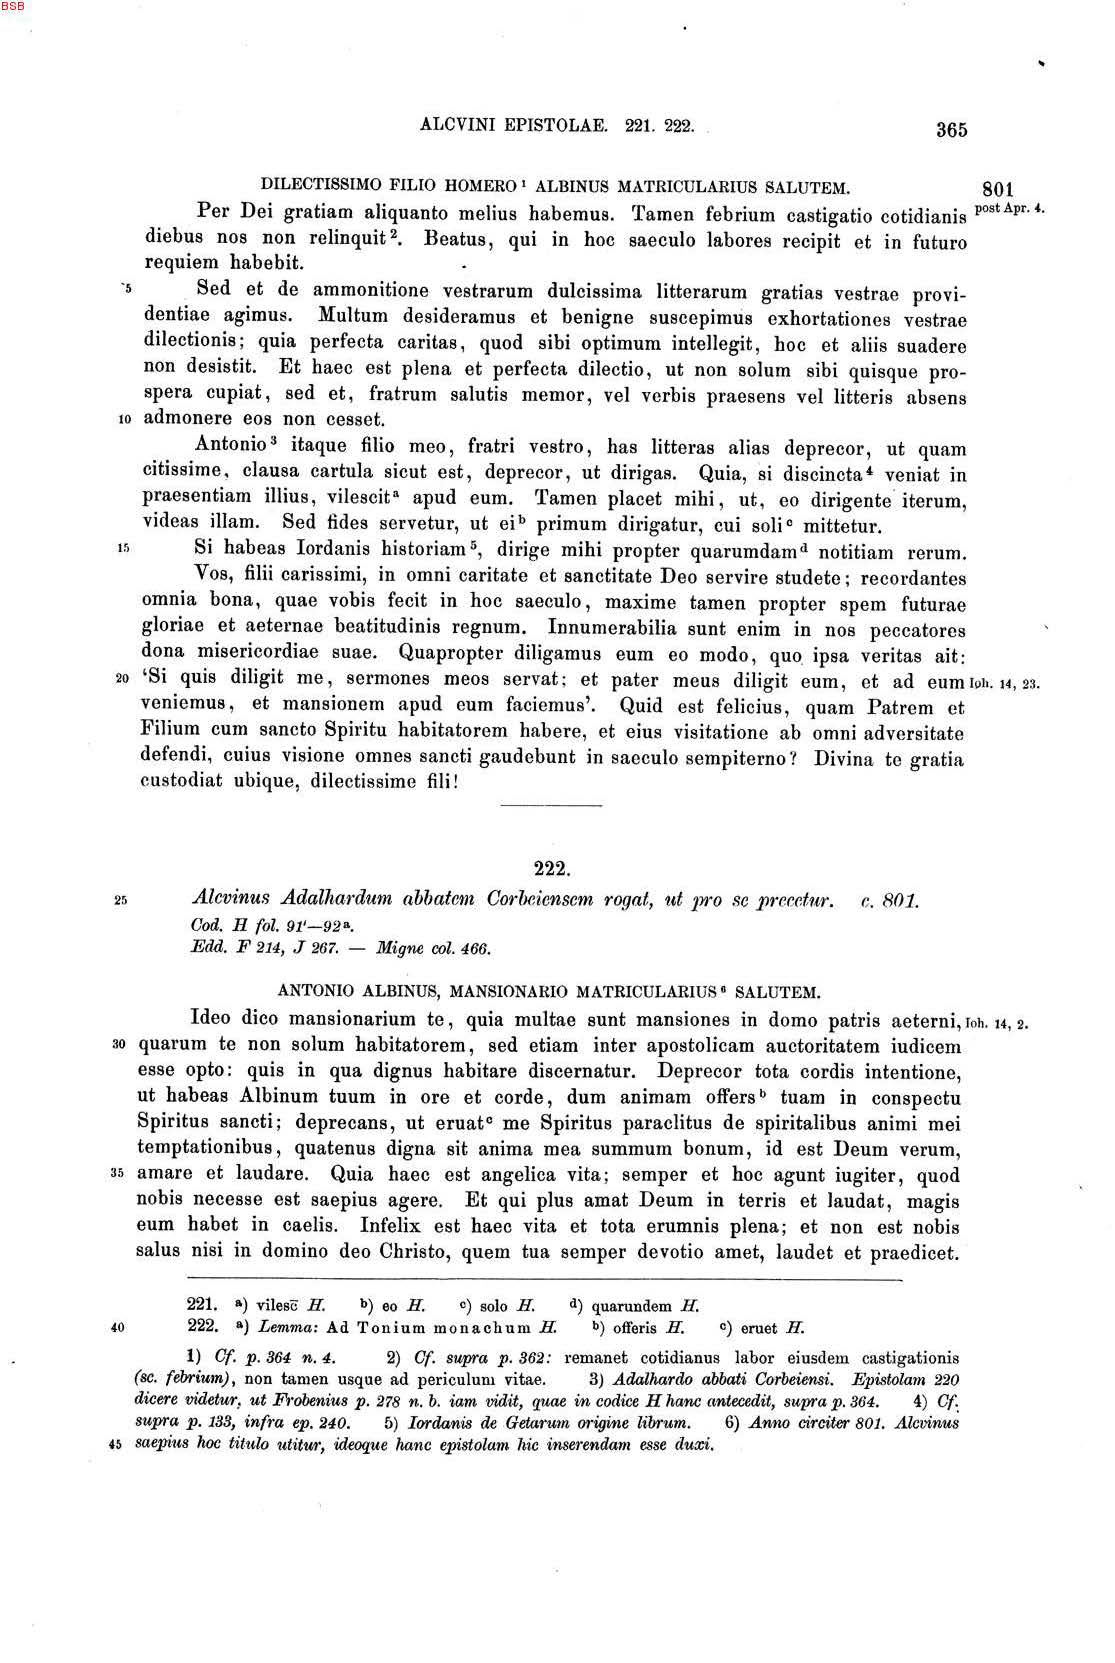 BSB
ALCVINI EPISTOLAE. 221. 222.
365
DILECTISSIMO FILIO HOMERO¹ ALBINUS MATRICULARIUS SALUTEM.
801
Per Dei gratiam aliquanto melius habemus. Tamen febrium castigatio cotidianis post Apr. 4.
diebus nos non relinquit². Beatus, qui in hoc saeculo labores recipit et in futuro
requiem habebit.
5 Sed et de ammonitione vestrarum dulcissima litterarum gratias vestrae provi-
dentiae agimus. Multum desideramus et benigne suscepimus exhortationes vestrae
dilectionis; quia perfecta caritas, quod sibi optimum intellegit, hoc et aliis suadere
non desistit. Et haec est plena et perfecta dilectio, ut non solum sibi quisque pro-
spera cupiat, sed et, fratrum salutis memor, vel verbis praesens vel litteris absens
10 admonere eos non cesset.
Antonio³ itaque filio meo, fratri vestro, has litteras alias deprecor, ut quam
citissime, clausa cartula sicut est, deprecor, ut dirigas. Quia, si discincta⁴ veniat in
praesentiam illius, vilescitᵃ apud eum. Tamen placet mihi, ut, eo dirigente iterum,
videas illam. Sed fides servetur, ut eiᵇ primum dirigatur, cui soliᶜ mittetur.
15 Si habeas Iordanis historiam⁵, dirige mihi propter quarumdamᵈ notitiam rerum.
Vos, filii carissimi, in omni caritate et sanctitate Deo servire studete; recordantes
omnia bona, quae vobis fecit in hoc saeculo, maxime tamen propter spem futurae
gloriae et aeternae beatitudinis regnum. Innumerabilia sunt enim in nos peccatores
dona misericordiae suae. Quapropter diligamus eum eo modo, quo ipsa veritas ait:
20 ‘Si quis diligit me, sermones meos servat; et pater meus diligit eum, et ad eum Ioh. 14, 23.
veniemus, et mansionem apud eum faciemus’. Quid est felicius, quam Patrem et
Filium cum sancto Spiritu habitatorem habere, et eius visitatione ab omni adversitate
defendi, cuius visione omnes sancti gaudebunt in saeculo sempiterno? Divina te gratia
custodiat ubique, dilectissime fili!
222.
25 Alcvinus Adalhardum abbatem Corbeiensem rogat, ut pro se precetur. c. 801.
Cod. H fol. 91'—92ᵃ.
Edd. F 214, J 267. — Migne col. 466.
ANTONIO ALBINUS, MANSIONARIO MATRICULARIUS⁶ SALUTEM.
Ideo dico mansionarium te, quia multae sunt mansiones in domo patris aeterni, Ioh. 14, 2.
30 quarum te non solum habitatorem, sed etiam inter apostolicam auctoritatem iudicem
esse opto: quis in qua dignus habitare discernatur. Deprecor tota cordis intentione,
ut habeas Albinum tuum in ore et corde, dum animam offersᵇ tuam in conspectu
Spiritus sancti; deprecans, ut eruatᶜ me Spiritus paraclitus de spiritalibus animi mei
temptationibus, quatenus digna sit anima mea summum bonum, id est Deum verum,
35 amare et laudare. Quia haec est angelica vita; semper et hoc agunt iugiter, quod
nobis necesse est saepius agere. Et qui plus amat Deum in terris et laudat, magis
eum habet in caelis. Infelix est haec vita et tota erumnis plena; et non est nobis
salus nisi in domino deo Christo, quem tua semper devotio amet, laudet et praedicet.
221. ᵃ) vilesc̄ H. ᵇ) eo H. ᶜ) solo H. ᵈ) quarundem H.
40 222. ᵃ) Lemma: Ad Tonium monachum H. ᵇ) offeris H. ᶜ) eruet H.
1) Cf. p. 364 n. 4. 2) Cf. supra p. 362: remanet cotidianus labor eiusdem castigationis
(sc. febrium), non tamen usque ad periculum vitae. 3) Adalhardo abbati Corbeiensi. Epistolam 220
dicere videtur, ut Frobenius p. 278 n. b. iam vidit, quae in codice H hanc antecedit, supra p. 364. 4) Cf.
supra p. 133, infra ep. 240. 5) Iordanis de Getarum origine librum. 6) Anno circiter 801. Alcvinus
45 saepius hoc titulo utitur, ideoque hanc epistolam hic inserendam esse duxi.